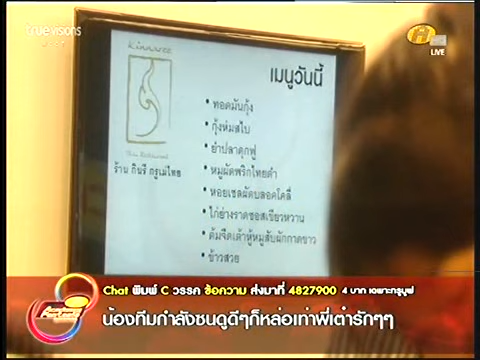 truevisions
LIVE
Kinnaree
Thai Restaurant
ร้าน กินรี กูรเม่ไทย
เมนูวันนี้
• ทอดมันกุ้ง
• กุ้งห่มสไบ
• ยำปลาดุกฟู
• หมูผัดพริกไทยดำ
• หอยเชลผัดบลอคโคลี่
• ไก่ย่างราดซอสเขียวหวาน
• ต้มจืดเต้าหู้หมูสับผักกาดขาว
• ข้าวสวย
Chat พิมพ์ C วรรค ข้อความ ส่งมาที่ 4827900 4 บาท เฉพาะทรูมูฟ
น้องทีมกำลังซนดูดีๆก็หล่อเท่าพี่เต๋ารักๆๆ